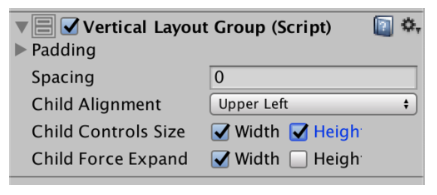 Vertical Layout Group (Script)
Padding
Spacing 0
Child Alignment Upper Left
Child Controls Size Width Heigh
Child Force Expand Width Heigh